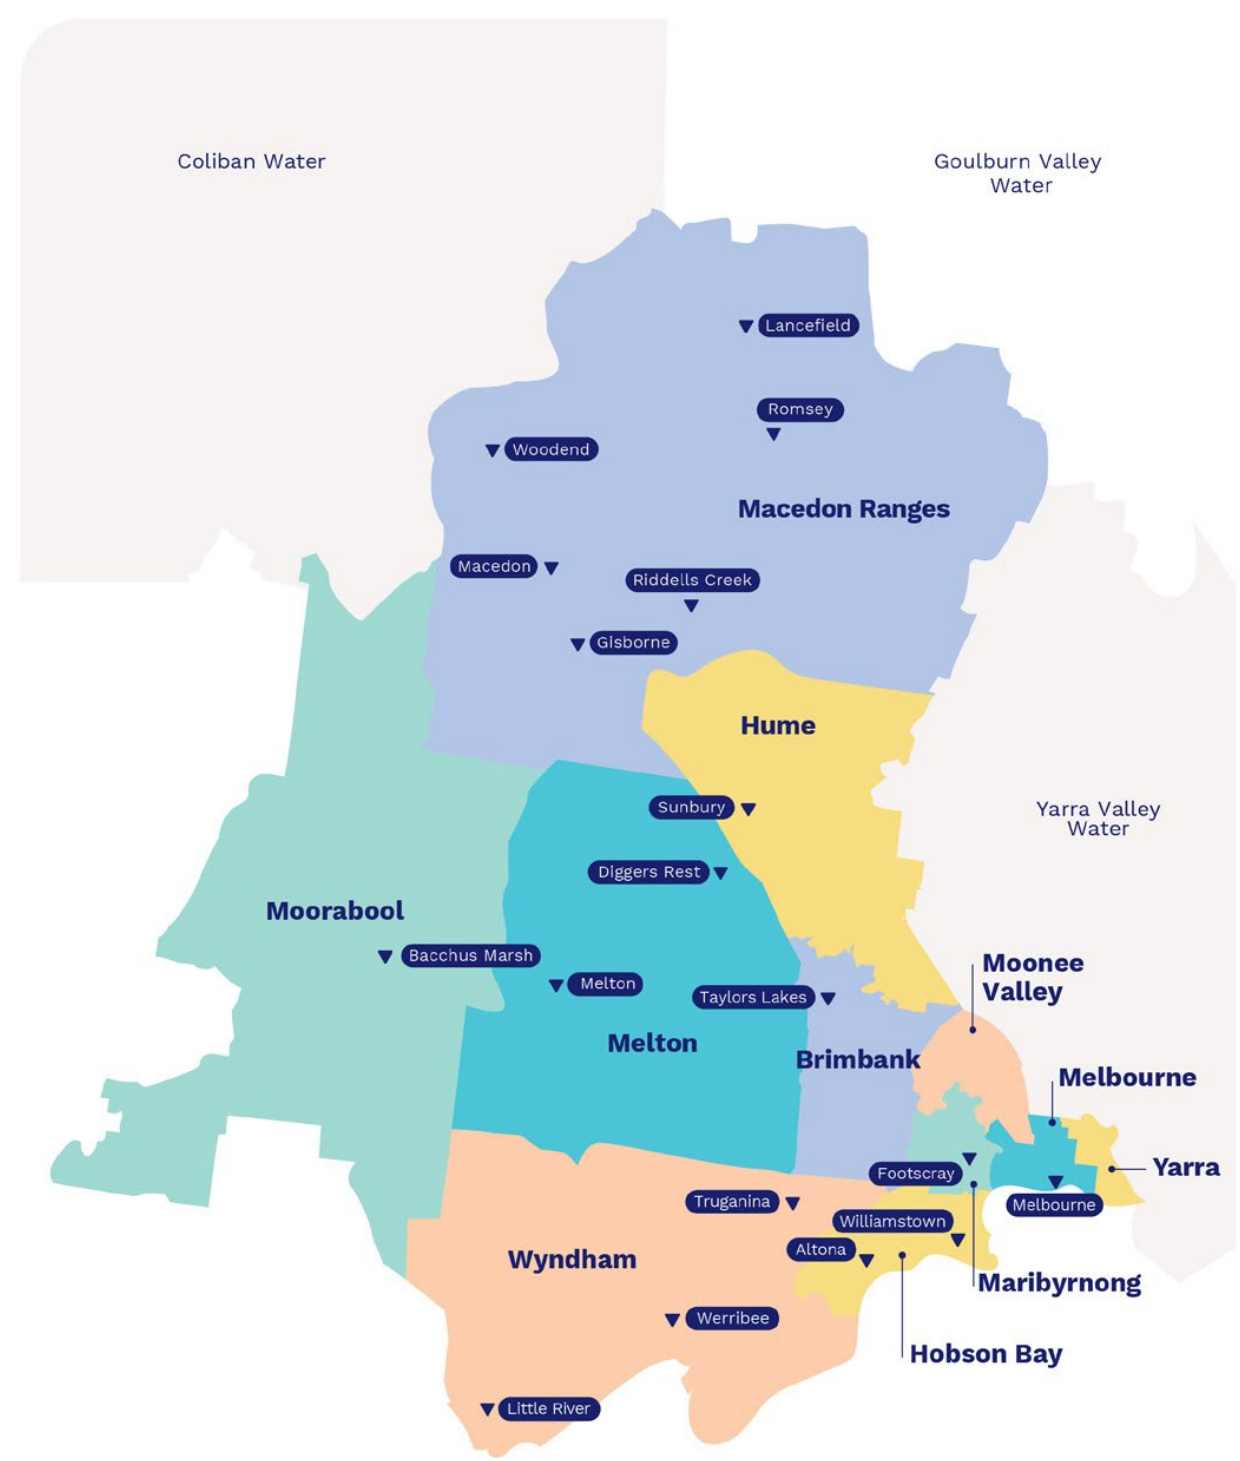 Coliban Water
Goulburn Valley
Water
Lancefield
Romsey
Woodend
Macedon Ranges
Macedon
Riddells Creek
Gisborne
Hume
Sunbury
Yarra Valley
Water
Diggers Rest
Moorabool
Bacchus Marsh
Moonee
Valley
Melton
Taylors Lakes
Melton
Brimbank
Melbourne
Yarra
Footscray
Truganina
Melbourne
Williamstown
Altona
Wyndham
Maribyrnong
Werribee
Hobson Bay
Little River